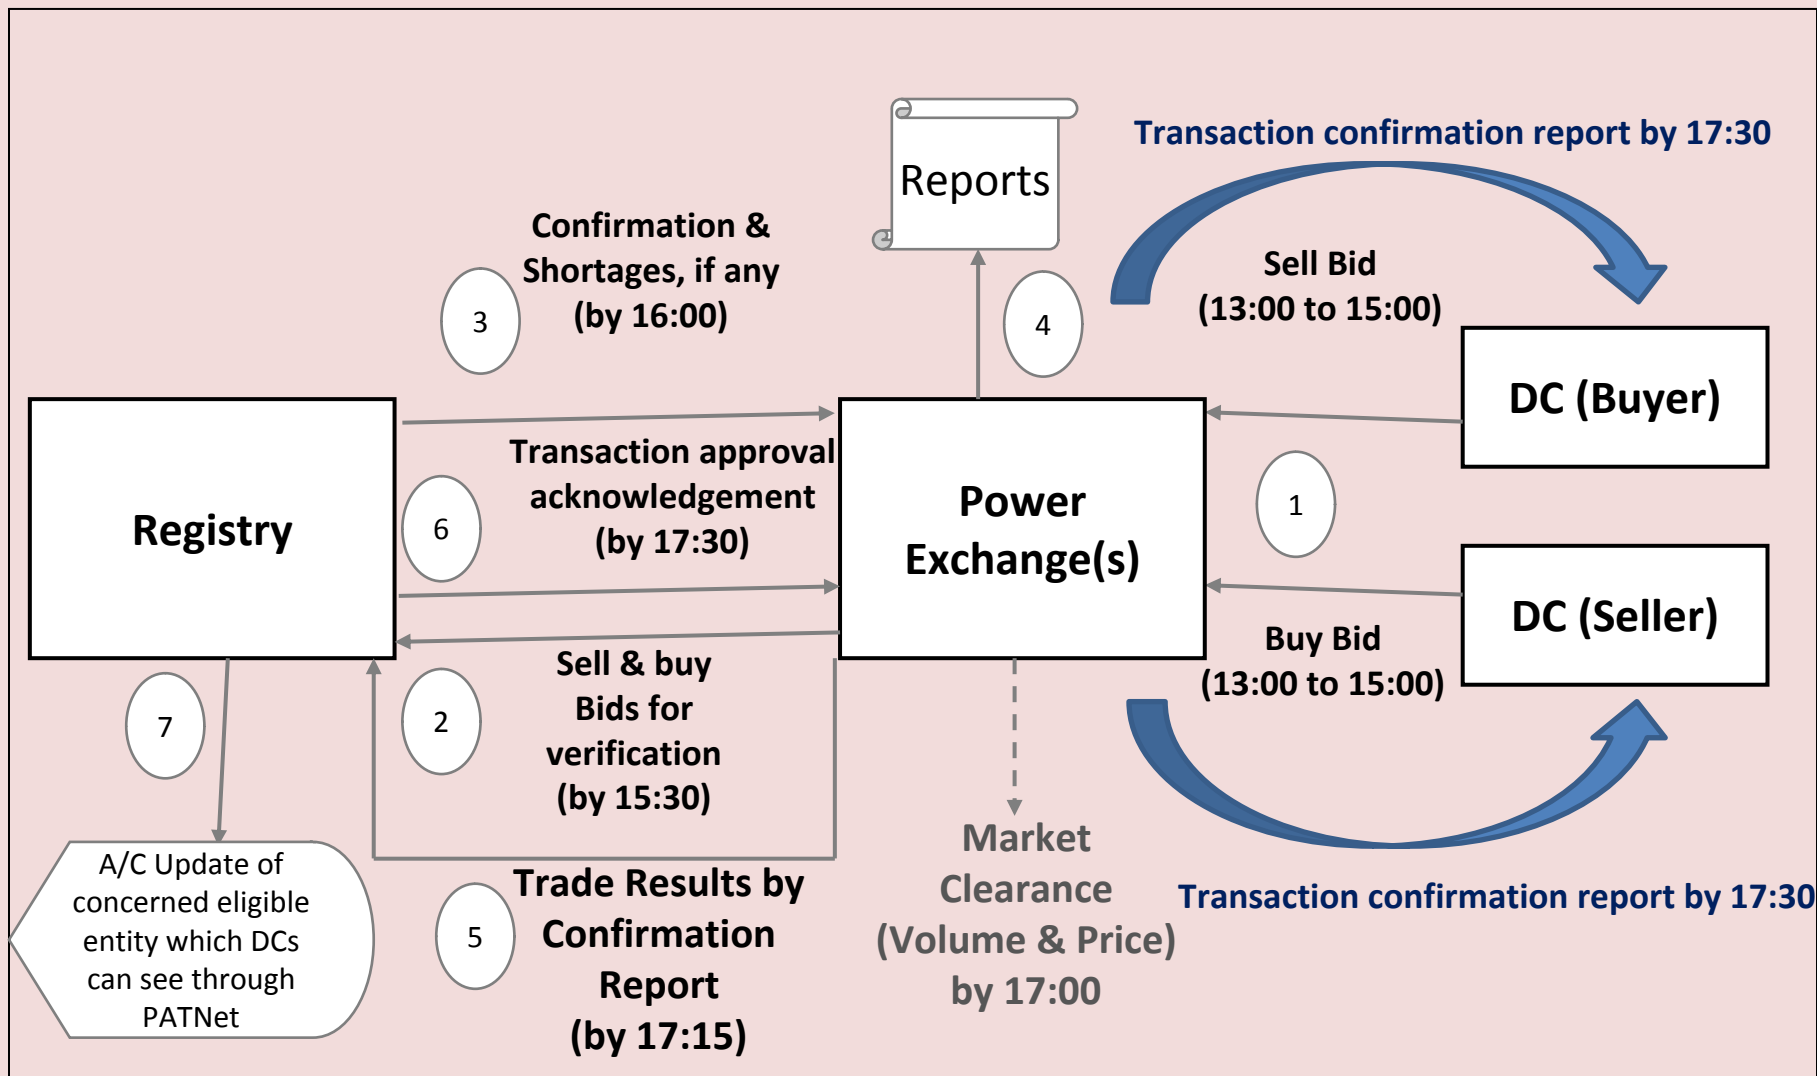 Transaction confirmation report by 17:30
Reports
Confirmation &
Shortages, if any
(by 16:00)
3
4
Sell Bid
(13:00 to 15:00)
DC (Buyer)
Registry
Transaction approval
acknowledgement
(by 17:30)
6
Power
Exchange(s)
1
DC (Seller)
Buy Bid
(13:00 to 15:00)
7
2
Sell & buy
Bids for
verification
(by 15:30)
A/C Update of
concerned eligible
entity which DCs
can see through
PATNet
5
Trade Results by
Confirmation
Report
(by 17:15)
Market
Clearance
(Volume & Price)
by 17:00
Transaction confirmation report by 17:30